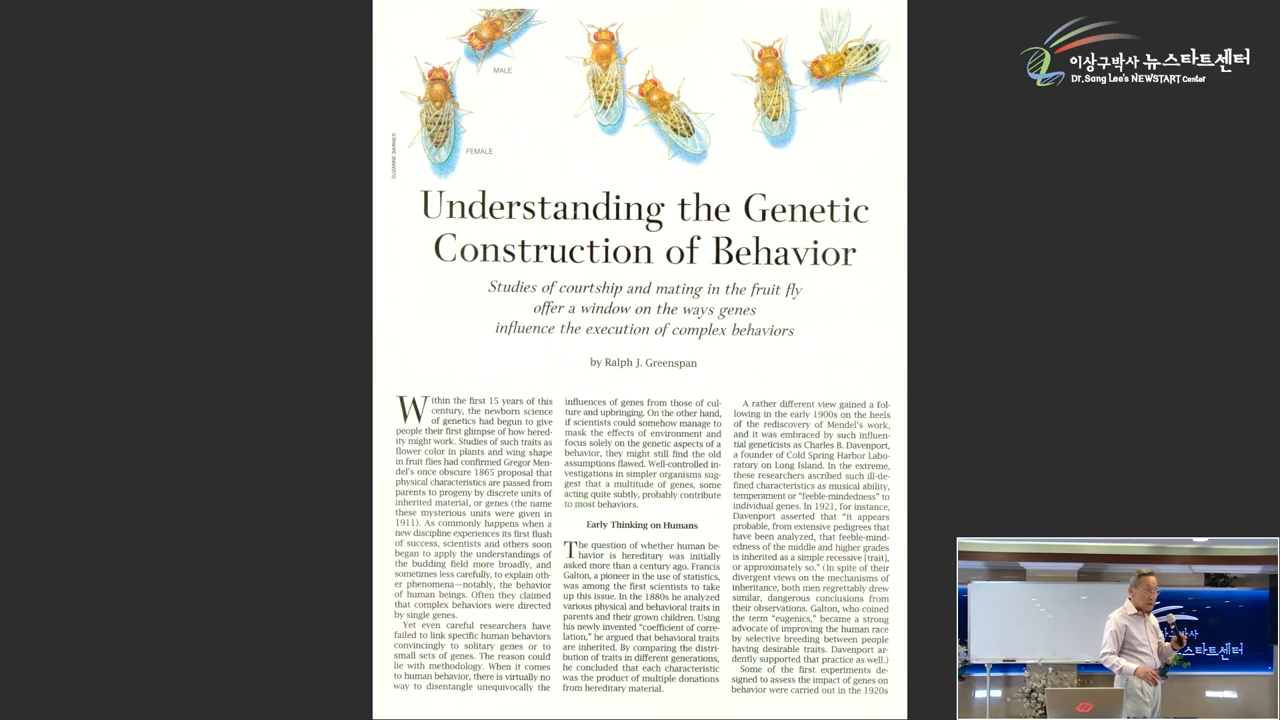 MALE
FEMALE
SUZANNE BARNES
이상구박사 뉴스타트센터
Dr. Sang Lee's NEWSTART Center
Understanding the Genetic
Construction of Behavior
Studies of courtship and mating in the fruit fly
offer a window on the ways genes
influence the execution of complex behaviors
by Ralph J. Greenspan
Within the first 15 years of this
century, the newborn science
of genetics had begun to give
people their first glimpse of how hered-
ity might work. Studies of such traits as
flower color in plants and wing shape
in fruit flies had confirmed Gregor Men-
del's once obscure 1865 proposal that
physical characteristics are passed from
parents to progeny by discrete units of
inherited material, or genes (the name
these mysterious units were given in
1911). As commonly happens when a
new discipline experiences its first flush
of success, scientists and others soon
began to apply the understandings of
the budding field more broadly, and
sometimes less carefully, to explain oth-
er phenomena—notably, the behavior
of human beings. Often they claimed
that complex behaviors were directed
by single genes.
Yet even careful researchers have
failed to link specific human behaviors
convincingly to solitary genes or to
small sets of genes. The reason could
lie with methodology. When it comes
to human behavior, there is virtually no
way to disentangle unequivocally the
influences of genes from those of cul-
ture and upbringing. On the other hand,
if scientists could somehow manage to
mask the effects of environment and
focus solely on the genetic aspects of a
behavior, they might still find the old
assumptions flawed. Well-controlled in-
vestigations in simpler organisms sug-
gest that a multitude of genes, some
acting quite subtly, probably contribute
to most behaviors.
Early Thinking on Humans
The question of whether human be-
havior is hereditary was initially
asked more than a century ago. Francis
Galton, a pioneer in the use of statistics,
was among the first scientists to take
up this issue. In the 1880s he analyzed
various physical and behavioral traits in
parents and their grown children. Using
his newly invented "coefficient of corre-
lation," he argued that behavioral traits
are inherited. By comparing the distri-
bution of traits in different generations,
he concluded that each characteristic
was the product of multiple donations
from hereditary material.
A rather different view gained a fol-
lowing in the early 1900s on the heels
of the rediscovery of Mendel's work,
and it was embraced by such influen-
tial geneticists as Charles B. Davenport,
a founder of Cold Spring Harbor Labo-
ratory on Long Island. In the extreme,
these researchers ascribed such ill-de-
fined characteristics as musical ability,
temperament or "feeble-mindedness" to
individual genes. In 1921, for instance,
Davenport asserted that "it appears
probable, from extensive pedigrees that
have been analyzed, that feeble-mind-
edness of the middle and higher grades
is inherited as a simple recessive [trait],
or approximately so." (In spite of their
divergent views on the mechanisms of
inheritance, both men regrettably drew
similar, dangerous conclusions from
their observations. Galton, who coined
the term "eugenics," became a strong
advocate of improving the human race
by selective breeding between people
having desirable traits. Davenport ar-
dently supported that practice as well.)
Some of the first experiments de-
signed to assess the impact of genes on
behavior were carried out in the 1920s
스타트센터